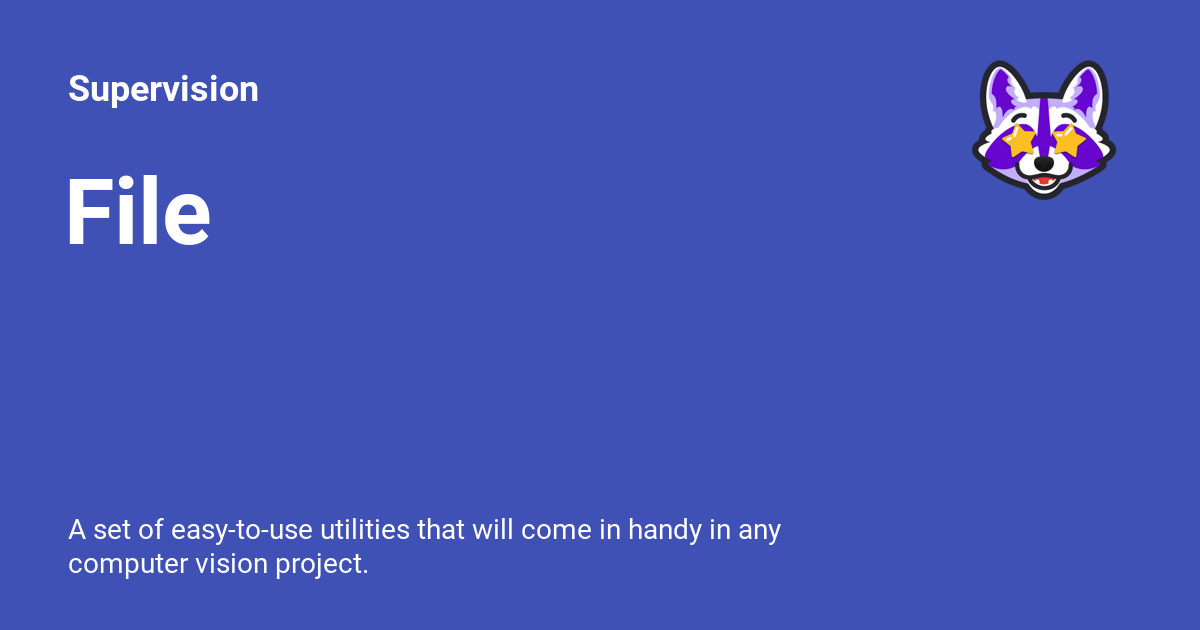 Supervision
File
A set of easy-to-use utilities that will come in handy in any
computer vision project.